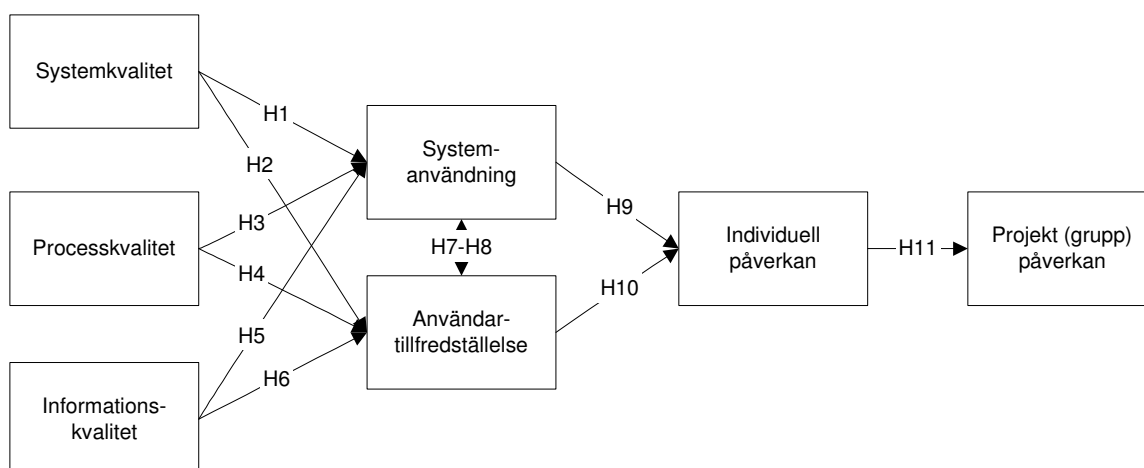 Systemkvalitet
H1
System-
användning
H2
H9
H3
Processkvalitet
H4
H7-H8
Individuell
påverkan
H11
Projekt (grupp)
påverkan
H10
Användar-
tillfredställelse
H5
H6
Informations-
kvalitet